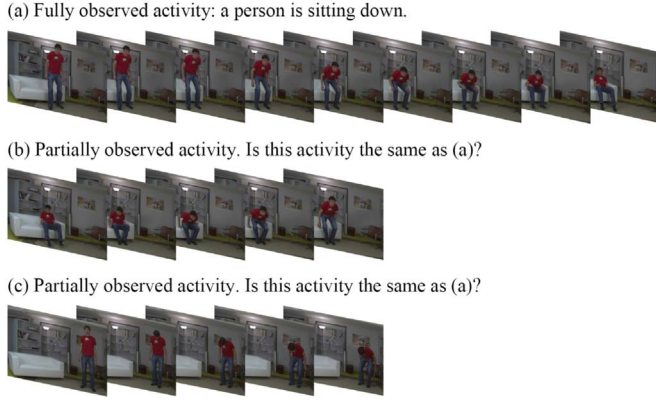 (a) Fully observed activity: a person is sitting down.
(b) Partially observed activity. Is this activity the same as (a)?
(c) Partially observed activity. Is this activity the same as (a)?